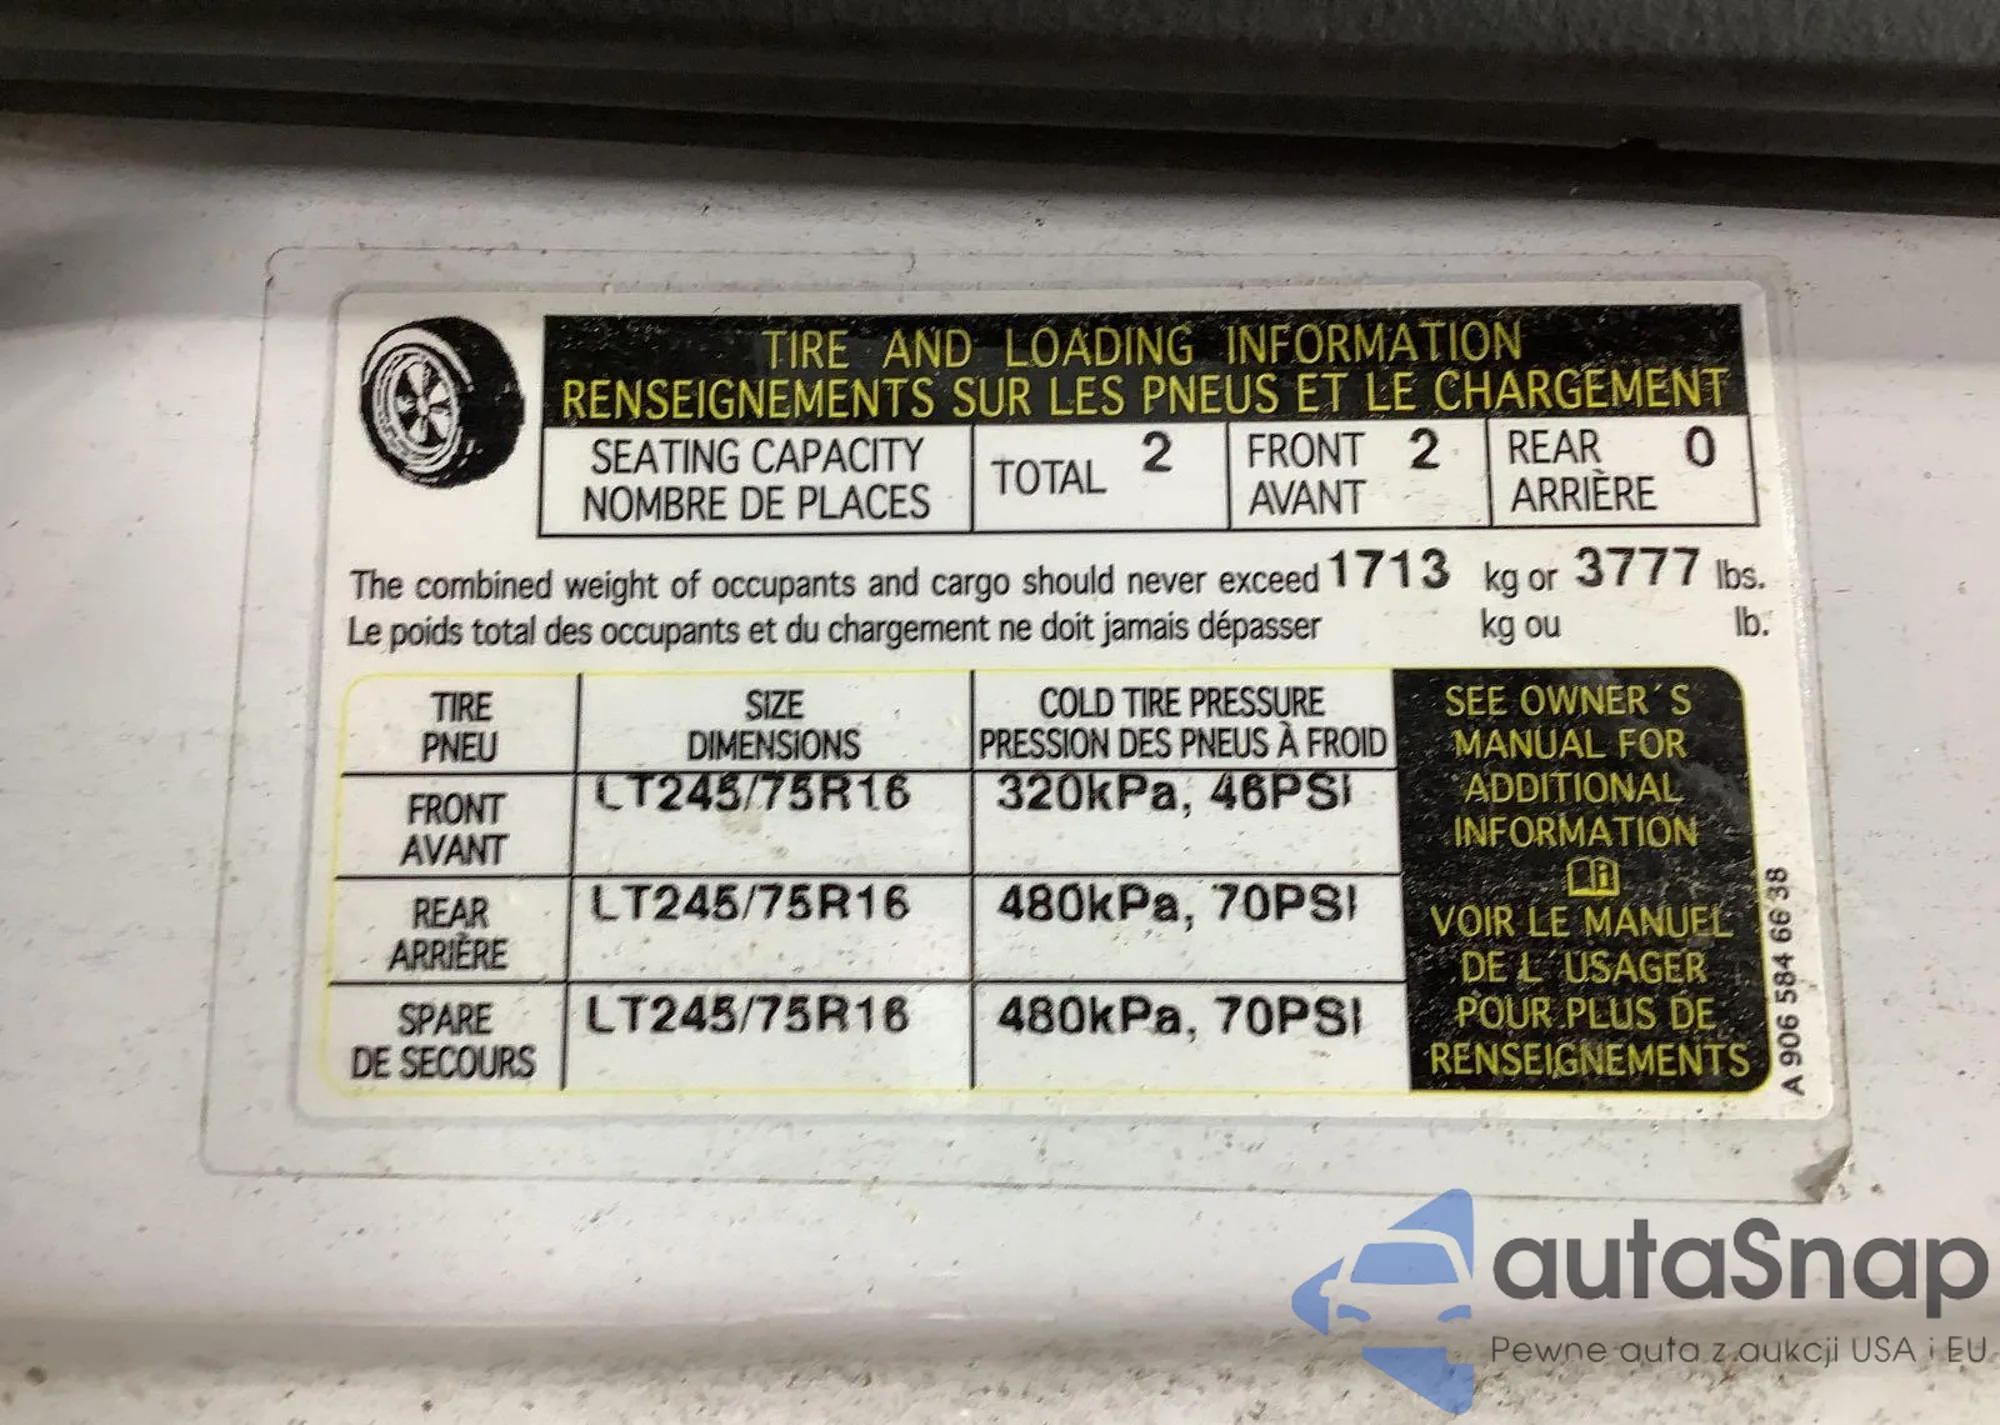 TIRE AND LOADING INFORMATION
RENSEIGNEMENTS SUR LES PNEUS ET LE CHARGEMENT
SEATING CAPACITY
NOMBRE DE PLACES
TOTAL 2
FRONT 2
AVANT
REAR 0
ARRIÈRE
The combined weight of occupants and cargo should never exceed 1713 kg or 3777 lbs.
Le poids total des occupants et du chargement ne doit jamais dépasser kg ou lb.
TIRE
PNEU
SIZE
DIMENSIONS
COLD TIRE PRESSURE
PRESSION DES PNEUS À FROID
FRONT
AVANT
LT245/75R16
320kPa, 46PSI
REAR
ARRIÈRE
LT245/75R16
480kPa, 70PSI
SPARE
DE SECOURS
LT245/75R16
480kPa, 70PSI
SEE OWNER´S
MANUAL FOR
ADDITIONAL
INFORMATION
VOIR LE MANUEL
DE L´USAGER
POUR PLUS DE
RENSEIGNEMENTS
A 906 584 66 38
autaSnap
Pewne auta z aukcji USA i EU